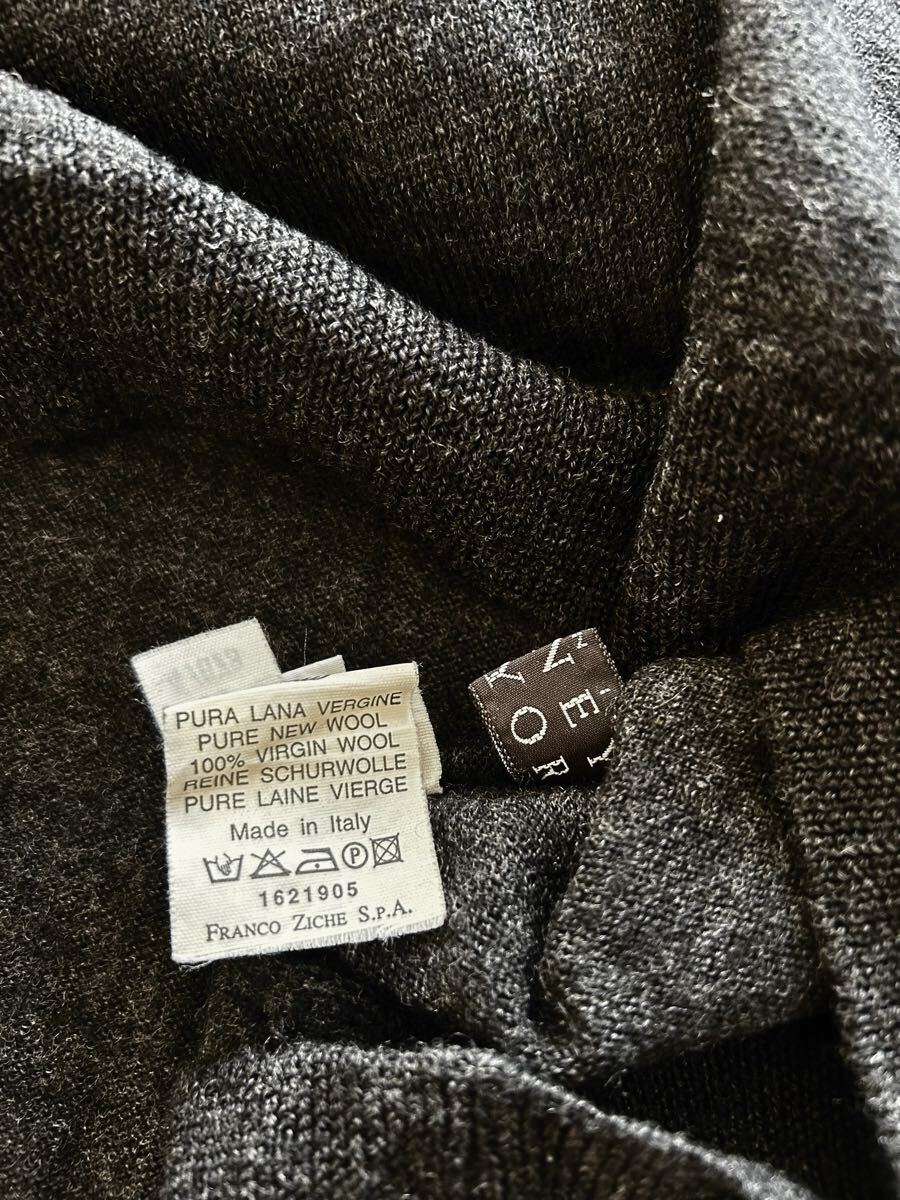 PURA LANA VERGINE
PURE NEW WOOL
100% VIRGIN WOOL
REINE SCHURWOLLE
PURE LAINE VIERGE
Made in Italy
P
1621905
FRANCO ZICHE S.P.A.
N E Y
Y O R